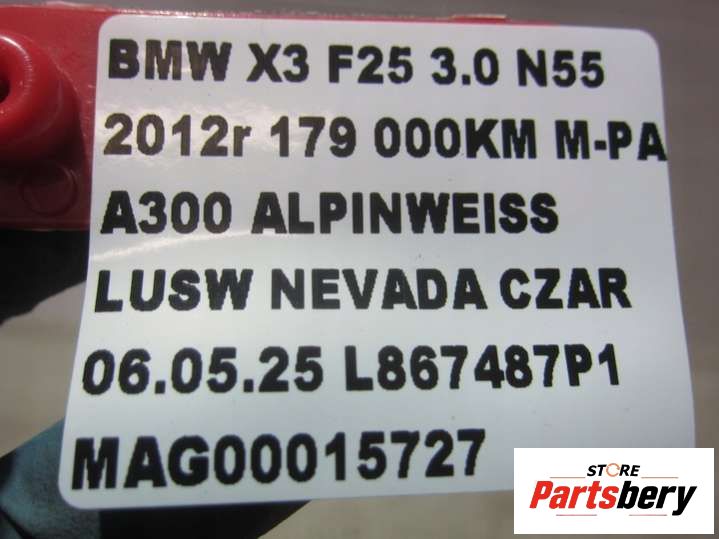 BMW X3 F25 3.0 N55
2012r 179 000KM M-PA
A300 ALPINWEISS
LUSW NEVADA CZAR
06.05.25 L867487P1
MAG00015727
STORE
Partsbery